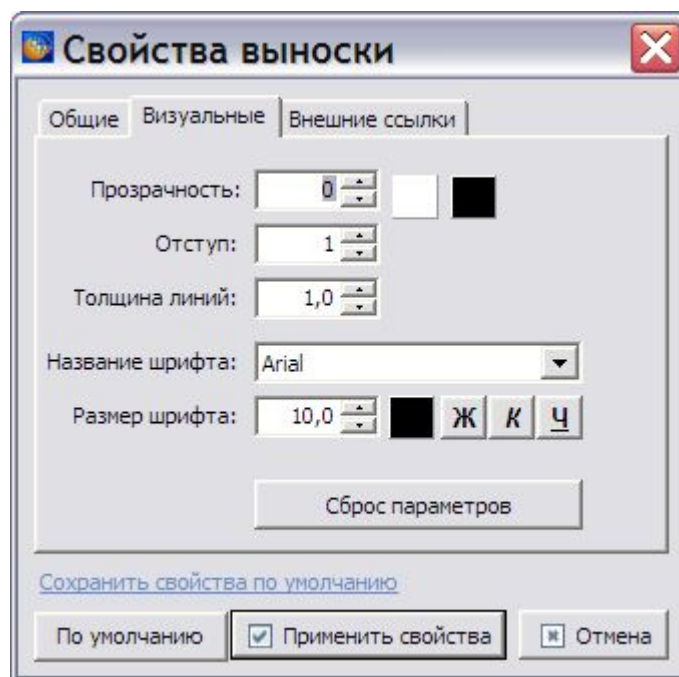 Свойства выноски
Общие Визуальные Внешние ссылки
Прозрачность: 0
Отступ: 1
Толщина линий: 1,0
Название шрифта: Arial
Размер шрифта: 10,0 Ж К Ч
Сброс параметров
Сохранить свойства по умолчанию
По умолчанию Применить свойства Отмена